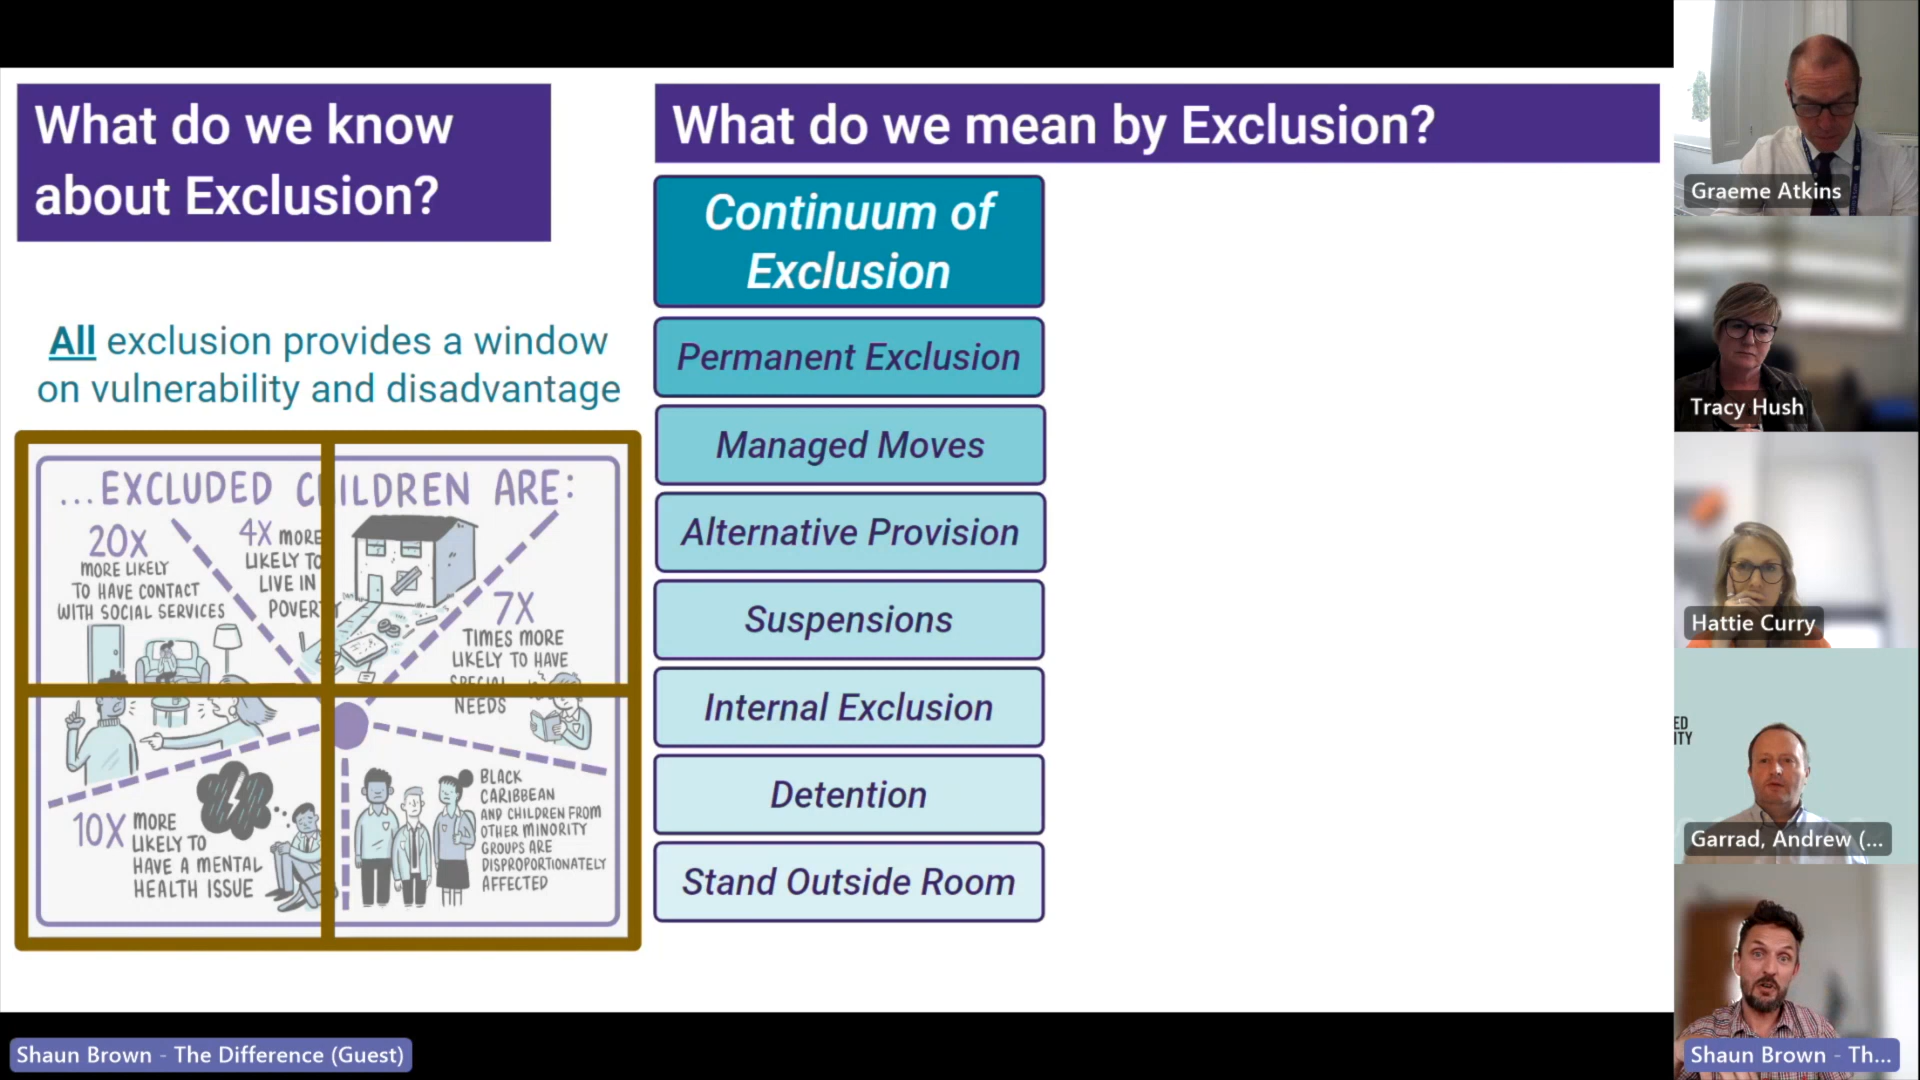 What do we know
about Exclusion?
All exclusion provides a window
on vulnerability and disadvantage
...EXCLUDED CHILDREN ARE:
20X
MORE LIKELY
TO HAVE CONTACT
WITH SOCIAL SERVICES
4X MORE
LIKELY TO
LIVE IN
POVERTY
7X
TIMES MORE
LIKELY TO HAVE
SPECIAL
NEEDS
10X MORE
LIKELY TO
HAVE A MENTAL
HEALTH ISSUE
BLACK
CARIBBEAN
AND CHILDREN FROM
OTHER MINORITY
GROUPS ARE
DISPROPORTIONATELY
AFFECTED
What do we mean by Exclusion?
Continuum of
Exclusion
Permanent Exclusion
Managed Moves
Alternative Provision
Suspensions
Internal Exclusion
Detention
Stand Outside Room
Graeme Atkins
Tracy Hush
Hattie Curry
ED
ITY
Garrad, Andrew (...
Shaun Brown - Th...
Shaun Brown - The Difference (Guest)